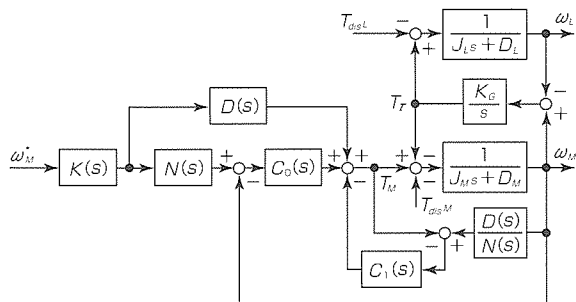 T_disL
−
+
1
J_L s + D_L
ω_L
T_T
K_G
s
−
+
D(s)
ω*_M
K(s)
N(s)
+
−
C_0(s)
+
+
+
−
T_M
+
−
−
−
1
J_M s + D_M
ω_M
T_disM
D(s)
N(s)
−
+
C_1(s)